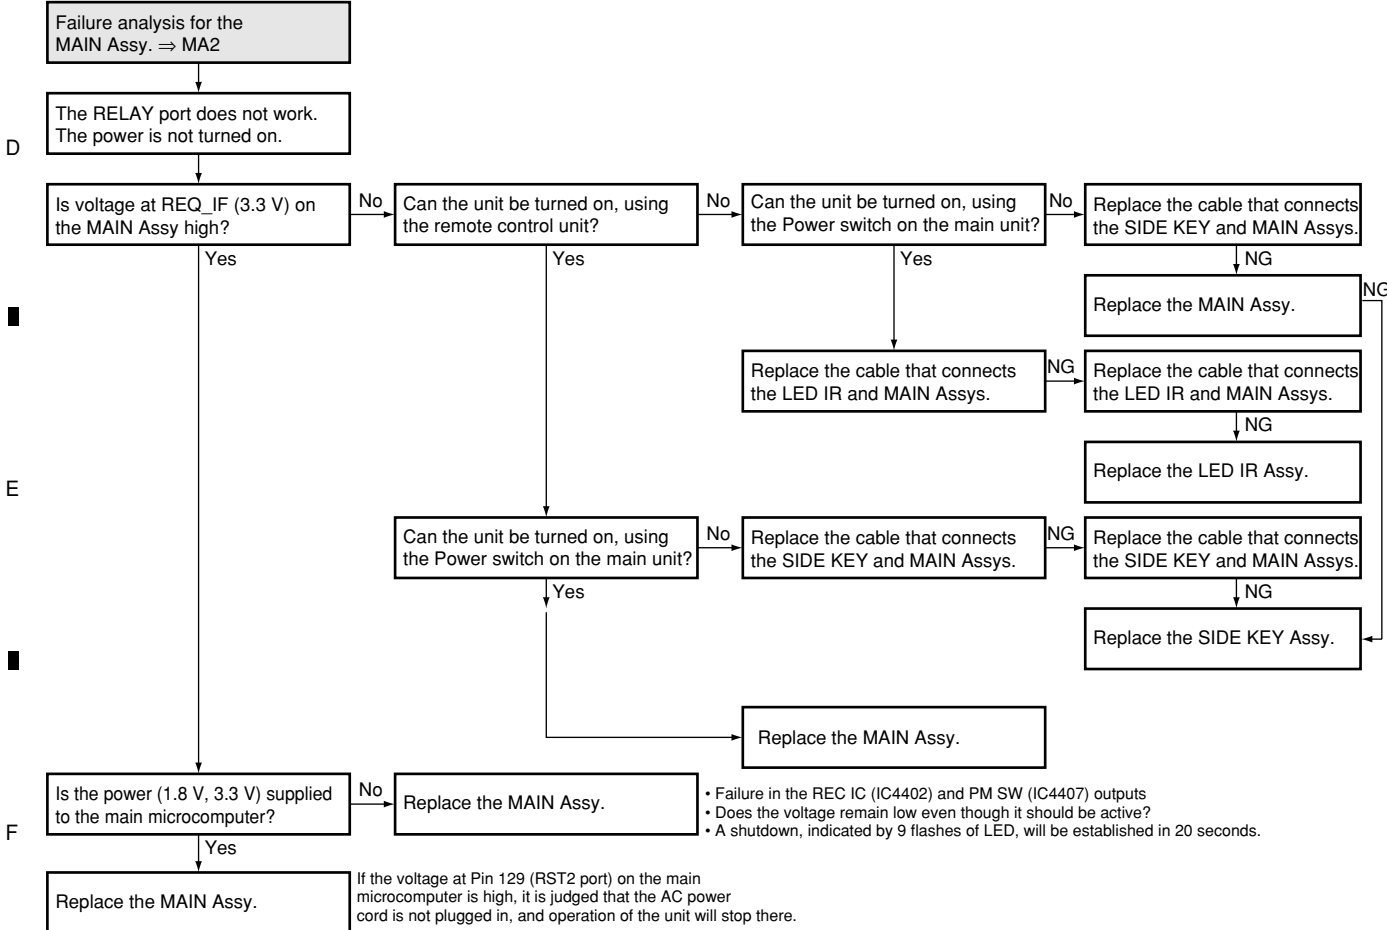 Failure analysis for the
MAIN Assy. ⇒ MA2
The RELAY port does not work.
The power is not turned on.
D
Is voltage at REQ_IF (3.3 V) on
the MAIN Assy high?
No
Can the unit be turned on, using
the remote control unit?
No
Can the unit be turned on, using
the Power switch on the main unit?
No
Replace the cable that connects
the SIDE KEY and MAIN Assys.
Yes
Yes
Yes
NG
Replace the MAIN Assy.
NG
Replace the cable that connects
the LED IR and MAIN Assys.
NG
Replace the cable that connects
the LED IR and MAIN Assys.
NG
Replace the LED IR Assy.
E
Can the unit be turned on, using
the Power switch on the main unit?
No
Replace the cable that connects
the SIDE KEY and MAIN Assys.
NG
Replace the cable that connects
the SIDE KEY and MAIN Assys.
Yes
NG
Replace the SIDE KEY Assy.
Replace the MAIN Assy.
Is the power (1.8 V, 3.3 V) supplied
to the main microcomputer?
No
Replace the MAIN Assy.
• Failure in the REC IC (IC4402) and PM SW (IC4407) outputs
• Does the voltage remain low even though it should be active?
• A shutdown, indicated by 9 flashes of LED, will be established in 20 seconds.
F
Yes
Replace the MAIN Assy.
If the voltage at Pin 129 (RST2 port) on the main
microcomputer is high, it is judged that the AC power
cord is not plugged in, and operation of the unit will stop there.